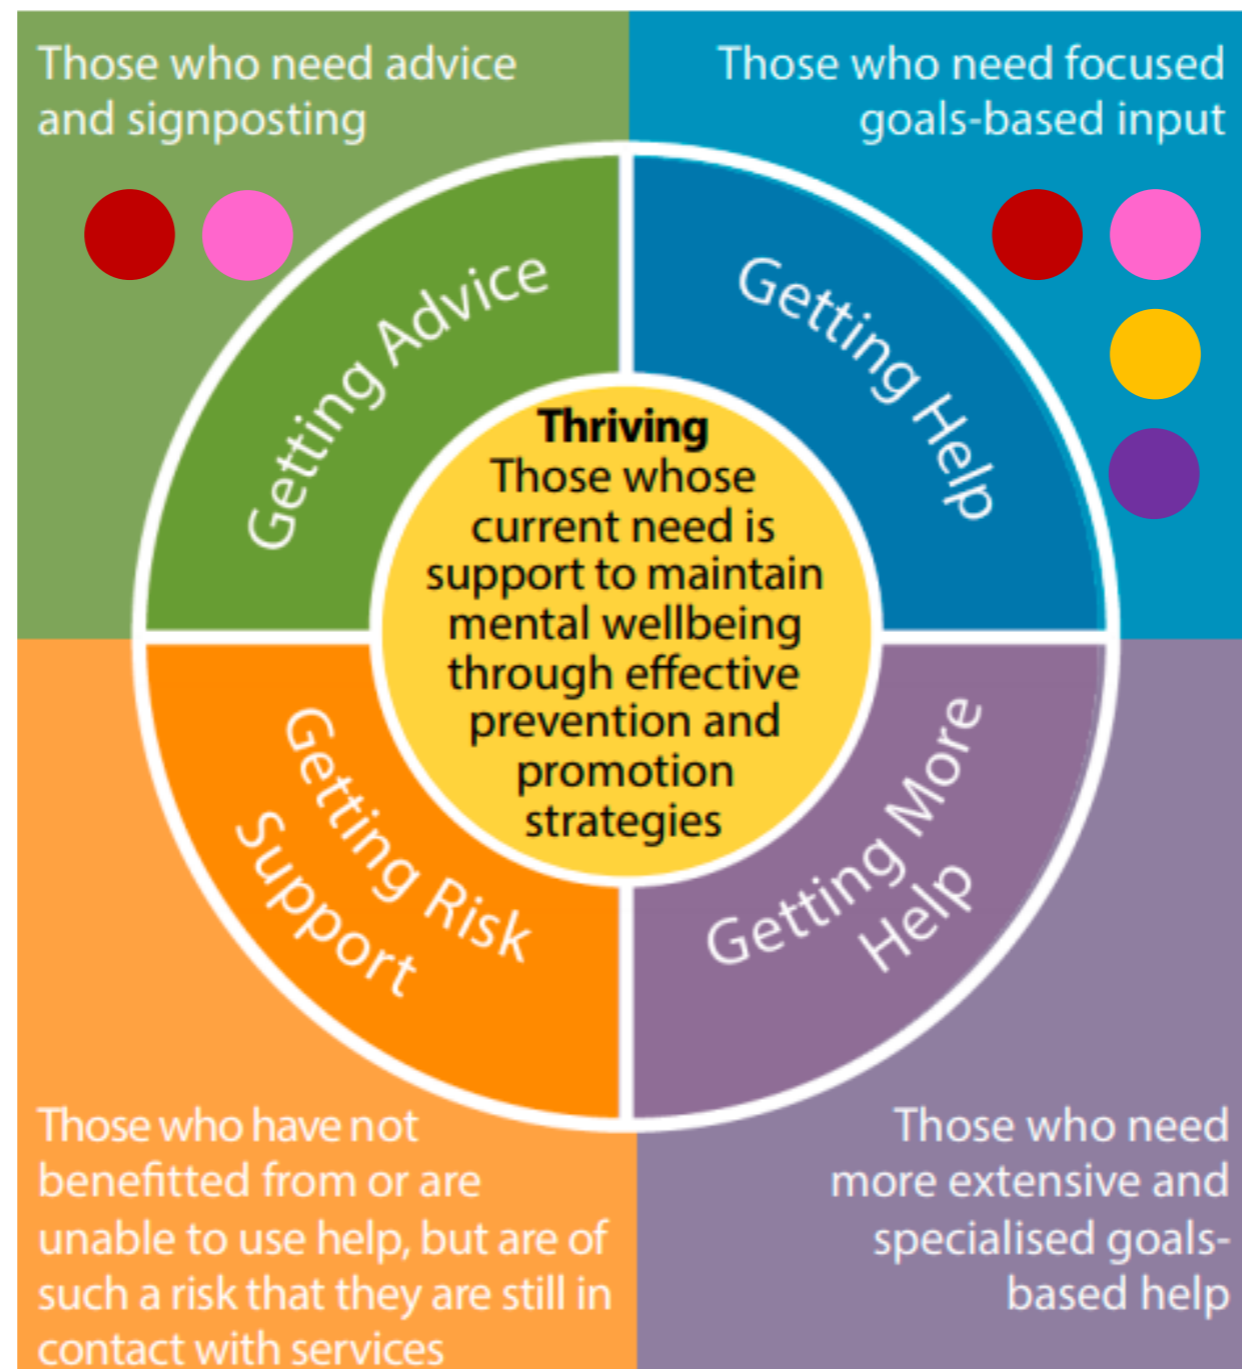 Those who need advice
and signposting
Those who need focused
goals-based input
Getting Advice
Getting Help
Thriving
Those whose
current need is
support to maintain
mental wellbeing
through effective
prevention and
promotion
strategies
Getting Risk
Support
Getting More
Help
Those who have not
benefitted from or are
unable to use help, but are of
such a risk that they are still in
contact with services
Those who need
more extensive and
specialised goals-
based help